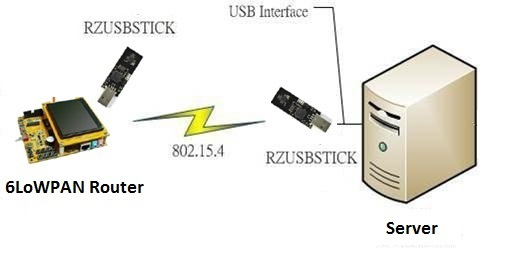 RZUSBSTICK
USB Interface
802.15.4
RZUSBSTICK
6LoWPAN Router
Server